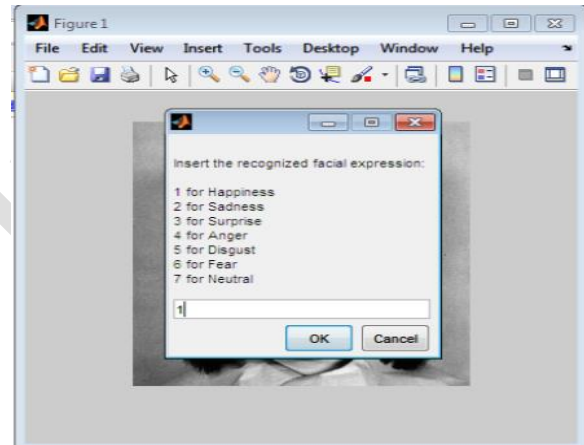 Figure 1
File Edit View Insert Tools Desktop Window Help
Insert the recognized facial expression:
1 for Happiness
2 for Sadness
3 for Surprise
4 for Anger
5 for Disgust
6 for Fear
7 for Neutral
1
OK Cancel